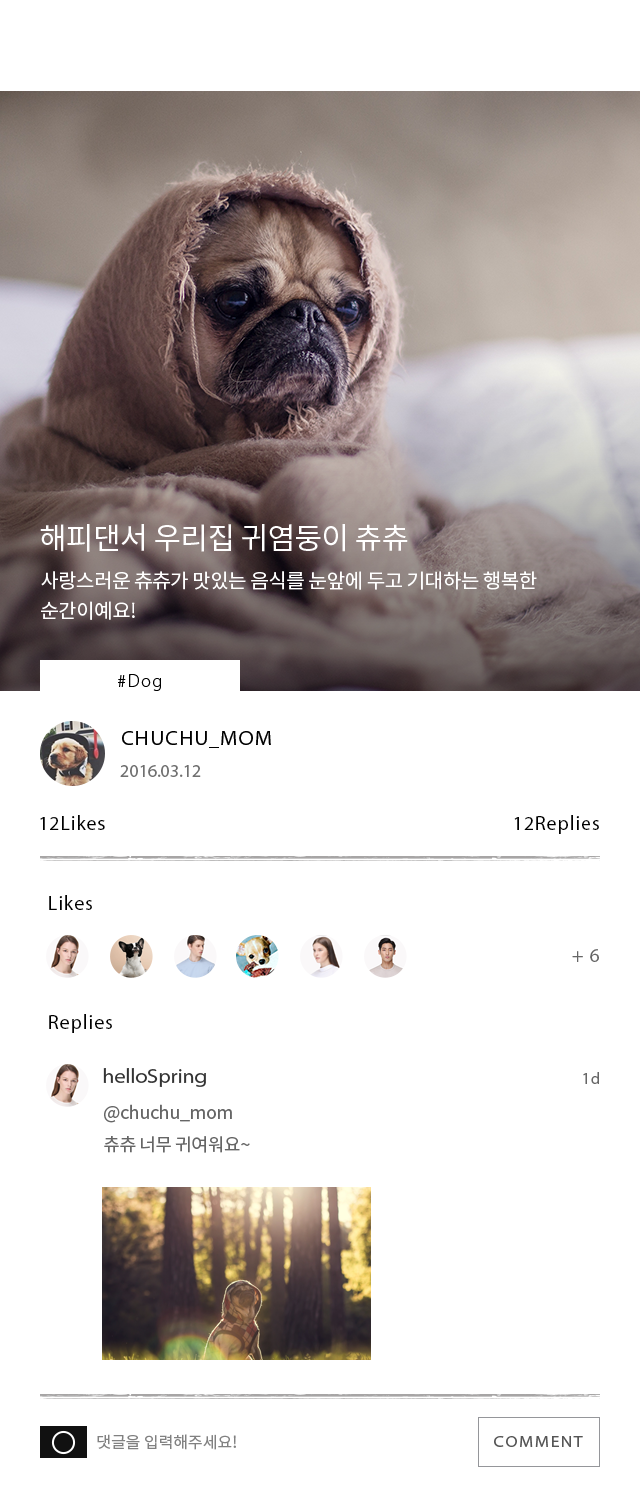 해피댄서 우리집 귀염둥이 츄츄
사랑스러운 츄츄가 맛있는 음식를 눈앞에 두고 기대하는 행복한
순간이예요!
#Dog
CHUCHU_MOM
2016.03.12
12Likes 12Replies
Likes
+ 6
Replies
helloSpring 1d
@chuchu_mom
츄츄 너무 귀여워요~
댓글을 입력해주세요! COMMENT